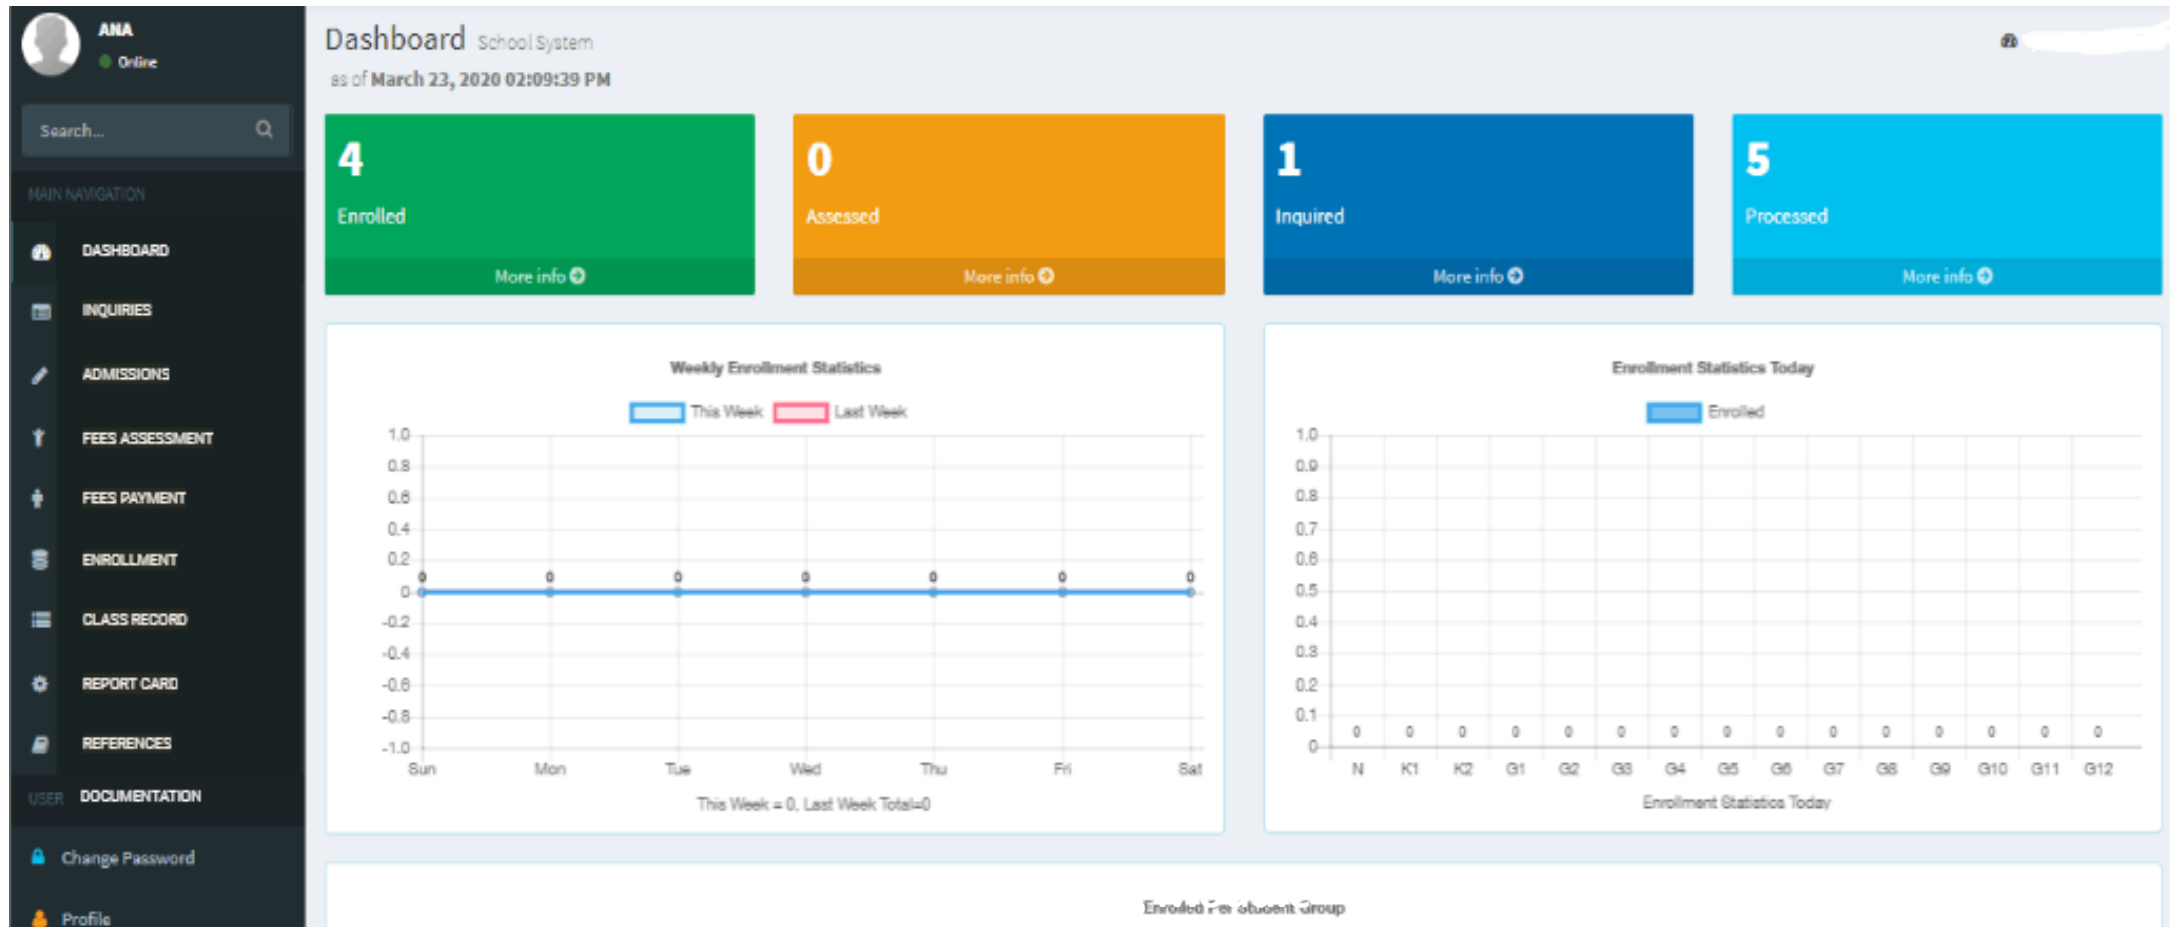 ANA
Online
Search...
MAIN NAVIGATION
DASHBOARD
INQUIRIES
ADMISSIONS
FEES ASSESSMENT
FEES PAYMENT
ENROLLMENT
CLASS RECORD
REPORT CARD
REFERENCES
USER DOCUMENTATION
Change Password
Profile
Dashboard School System
as of March 23, 2020 02:09:39 PM
4
Enrolled
More info
0
Assessed
More info
1
Inquired
More info
5
Processed
More info
Weekly Enrollment Statistics
This Week Last Week
1.0
0.8
0.6
0.4
0.2
0 0 0 0 0 0 0
0
-0.2
-0.4
-0.6
-0.8
-1.0
Sun Mon Tue Wed Thu Fri Sat
This Week = 0, Last Week Total=0
Enrollment Statistics Today
Enrolled
1.0
0.9
0.8
0.7
0.6
0.5
0.4
0.3
0.2
0.1
0 0 0 0 0 0 0 0 0 0 0 0 0 0 0
0
N K1 K2 G1 G2 G3 G4 G5 G6 G7 G8 G9 G10 G11 G12
Enrollment Statistics Today
Enrolled Per Student Group